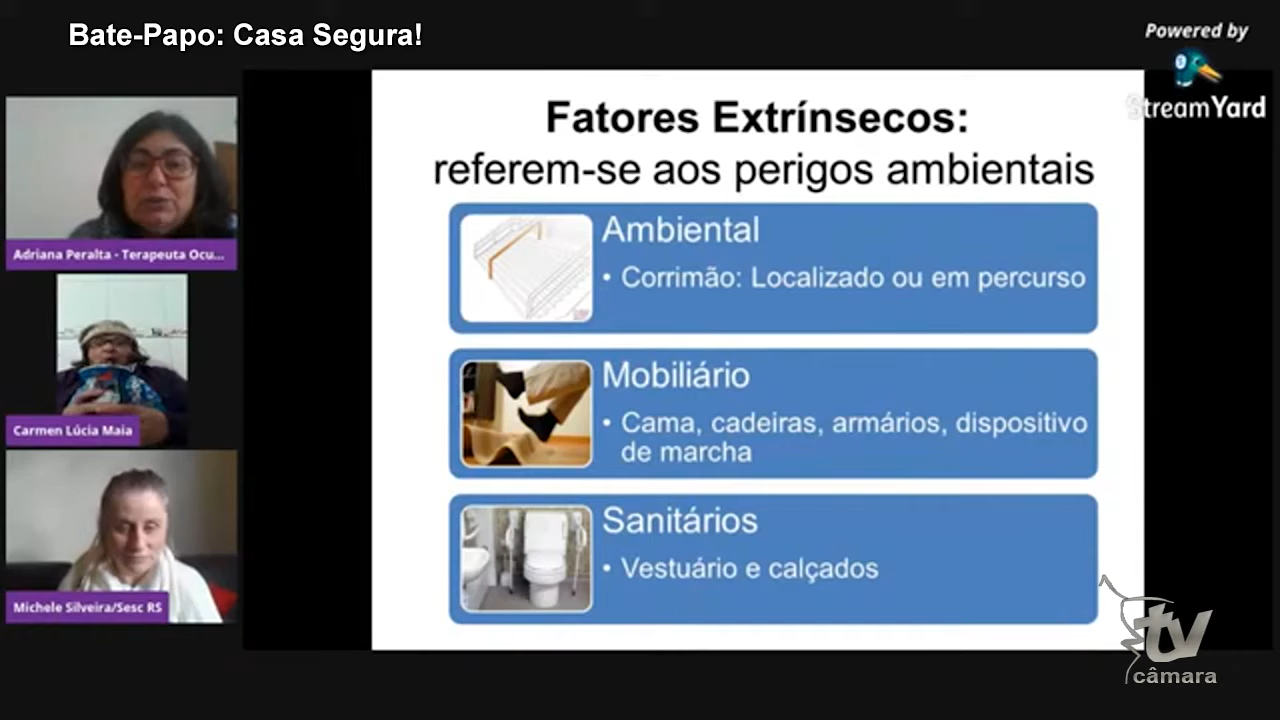 Bate-Papo: Casa Segura!
Powered by
StreamYard
Fatores Extrínsecos:
referem-se aos perigos ambientais
Ambiental
• Corrimão: Localizado ou em percurso
Mobiliário
• Cama, cadeiras, armários, dispositivo
de marcha
Sanitários
• Vestuário e calçados
Adriana Peralta - Terapeuta Ocu...
Carmen Lúcia Maia
Michele Silveira/Sesc RS
tv
câmara